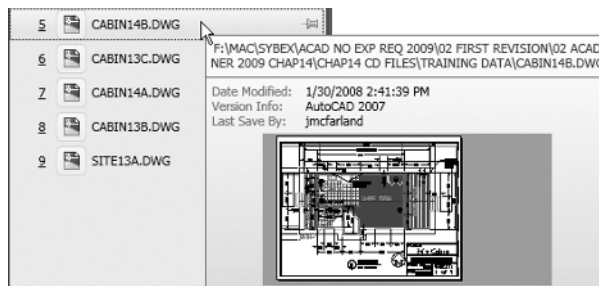 5 CABIN14B.DWG
6 CABIN13C.DWG
7 CABIN14A.DWG
8 CABIN13B.DWG
9 SITE13A.DWG
F:\MAC\SYBEX\ACAD NO EXP REQ 2009\02 FIRST REVISION\02 ACAD
NER 2009 CHAP14\CHAP14 CD FILES\TRAINING DATA\CABIN14B.DWG
Date Modified: 1/30/2008 2:41:39 PM
Version Info: AutoCAD 2007
Last Save By: jmcfarland